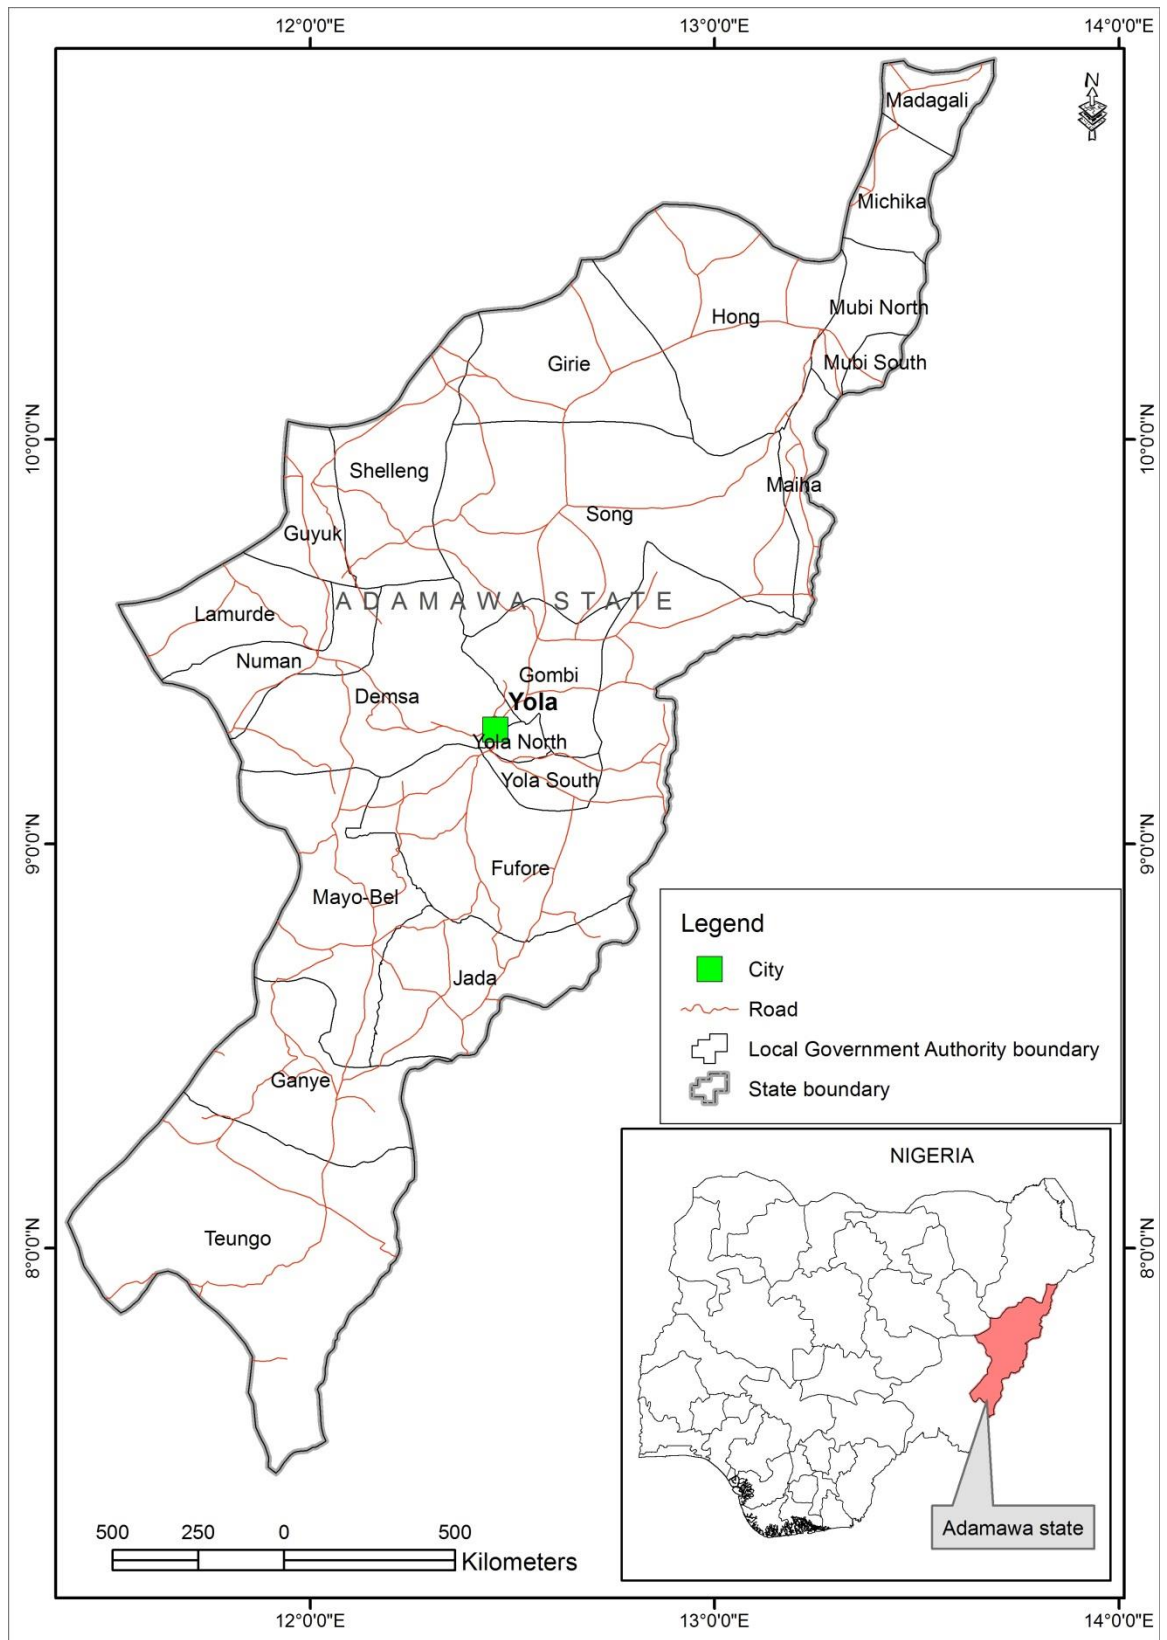 12°0'0"E
13°0'0"E
14°0'0"E
N
Madagali
Michika
Mubi North
Hong
Mubi South
Girie
10°0'0"N
10°0'0"N
Shelleng
Maiha
Song
Guyuk
ADAMAWA STATE
Lamurde
Numan
Gombi
Demsa
Yola
Yola North
Yola South
9°0'0"N
9°0'0"N
Fufore
Mayo-Bel
Jada
Ganye
Teungo
8°0'0"N
8°0'0"N
Legend
City
Road
Local Government Authority boundary
State boundary
NIGERIA
Adamawa state
500 250 0 500
Kilometers
12°0'0"E
13°0'0"E
14°0'0"E